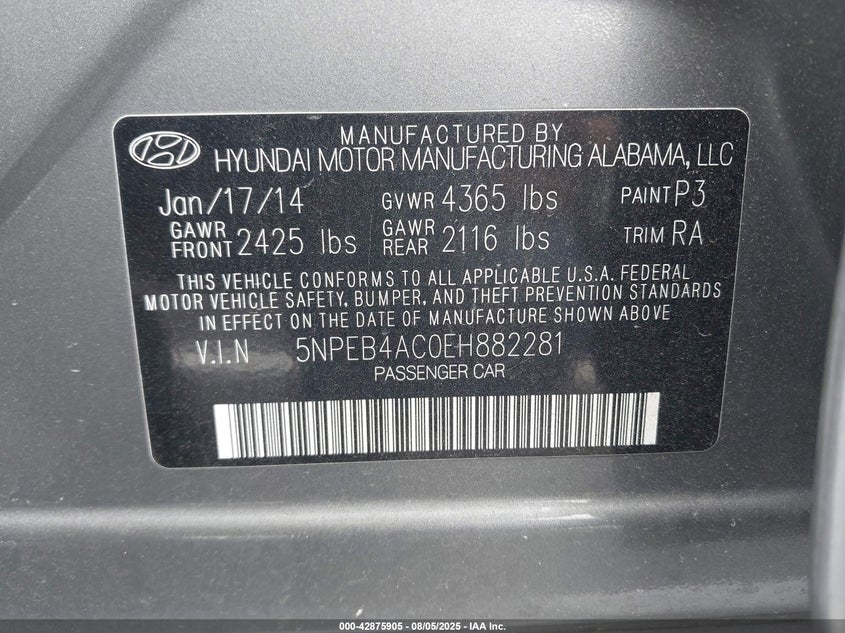 MANUFACTURED BY
HYUNDAI MOTOR MANUFACTURING ALABAMA, LLC
Jan/17/14 GVWR 4365 lbs PAINT P3
GAWR FRONT 2425 lbs GAWR REAR 2116 lbs TRIM RA
THIS VEHICLE CONFORMS TO ALL APPLICABLE U.S.A. FEDERAL
MOTOR VEHICLE SAFETY, BUMPER, AND THEFT PREVENTION STANDARDS
IN EFFECT ON THE DATE OF MANUFACTURE SHOWN ABOVE
V.I.N 5NPEB4AC0EH882281
PASSENGER CAR
000-42875905 - 08/05/2025 - IAA Inc.